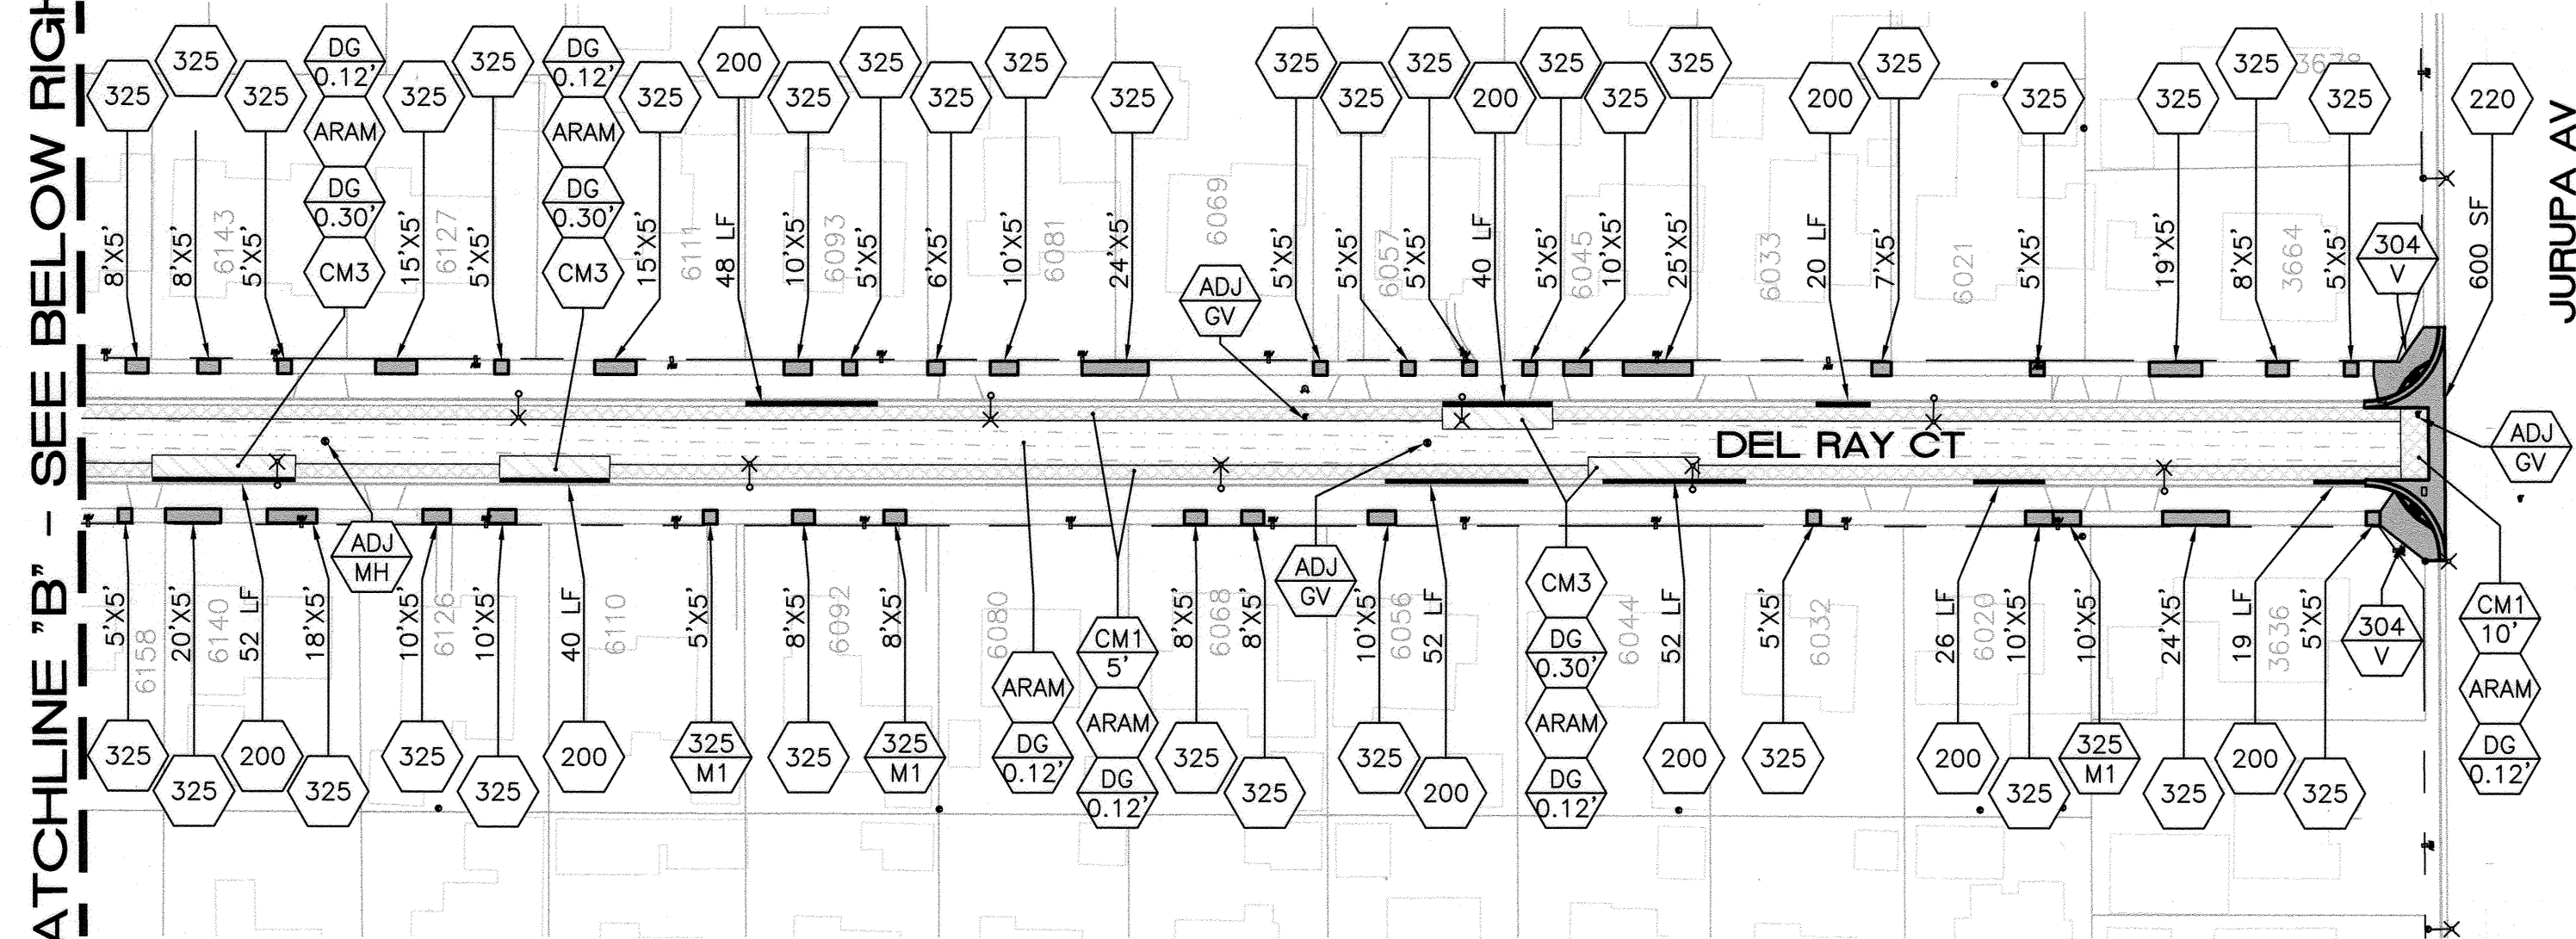 ATCHLINE "B" - SEE BELOW RIGH
325
325
325
DG
0.12'
ARAM
DG
0.30'
CM3
325
325
DG
0.12'
ARAM
DG
0.30'
CM3
325
200
325
325
325
325
325
325
325
325
200
325
325
325
200
325
325
325
325
325
220
8'X5'
8'X5'
6143
5'X5'
15'X5'
6127
5'X5'
15'X5'
6111
48 LF
10'X5'
6093
5'X5'
6'X5'
10'X5'
6081
24'X5'
6069
ADJ
GV
5'X5'
5'X5'
6057
5'X5'
40 LF
5'X5'
6045
10'X5'
25'X5'
6033
20 LF
7'X5'
6021
5'X5'
19'X5'
8'X5'
3664
5'X5'
3678
304
V
600 SF
JURUPA AV
DEL RAY CT
ADJ
GV
5'X5'
6158
20'X5'
6140
52 LF
18'X5'
ADJ
MH
10'X5'
6126
10'X5'
40 LF
6110
5'X5'
8'X5'
6092
8'X5'
6080
ARAM
DG
0.12'
CM1
5'
ARAM
DG
0.12'
8'X5'
6068
8'X5'
ADJ
GV
10'X5'
6056
52 LF
CM3
DG
0.30'
ARAM
DG
0.12'
6044
52 LF
5'X5'
6032
26 LF
6020
10'X5'
10'X5'
24'X5'
19 LF
3636
5'X5'
304
V
CM1
10'
ARAM
DG
0.12'
325
325
200
325
325
325
200
325
M1
325
325
M1
325
325
325
200
200
325
200
325
325
M1
325
200
325